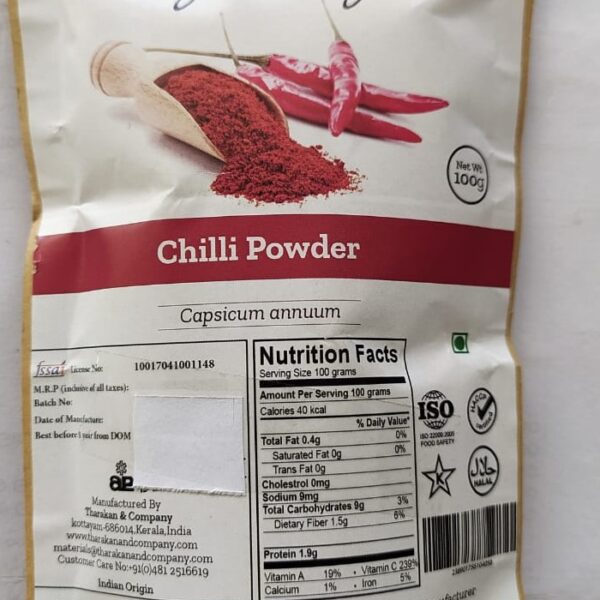 Net Wt
100g
Chilli Powder
Capsicum annuum
fssai License No: 10017041001148
M.R.P (inclusive of all taxes):
Batch No:
Date of Manufacture:
Best before 1 year from DOM
Manufactured By
Tharakan & Company
kottayam-686014,Kerala,India
www.tharakanandcompany.com
materials@tharakanandcompany.com
Customer Care No:+91(0)481 2516619
Indian Origin
Nutrition Facts
Serving Size 100 grams
Amount Per Serving 100 grams
Calories 40 kcal
% Daily Value*
Total Fat 0.4g 0%
Saturated Fat 0g 0%
Trans Fat 0g
Cholestrol 0mg
Sodium 9mg
Total Carbohydrates 9g 3%
Dietary Fiber 1.5g 6%
Protein 1.9g
Vitamin A 19% • Vitamin C 239%
Calcium 1% • Iron 5%
ISO
ISO 22000:2005
FOOD SAFETY
HACCP
K
حلال
HALAL